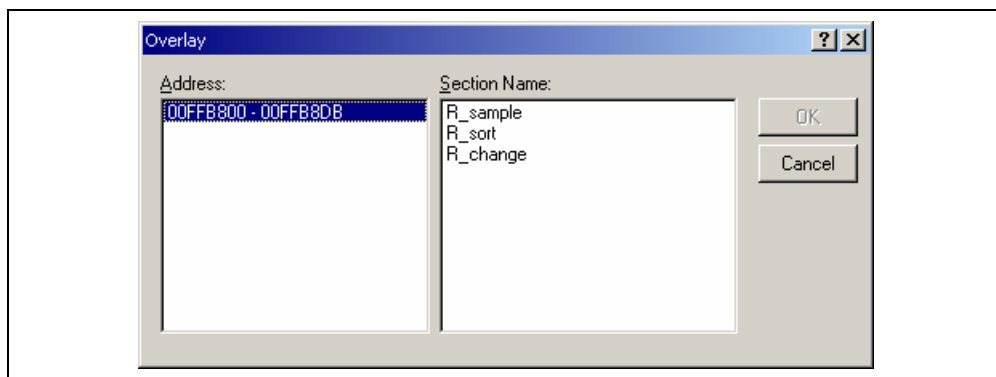 Overlay
Address:
00FFB800 - 00FFB8DB
Section Name:
R_sample
R_sort
R_change
OK
Cancel